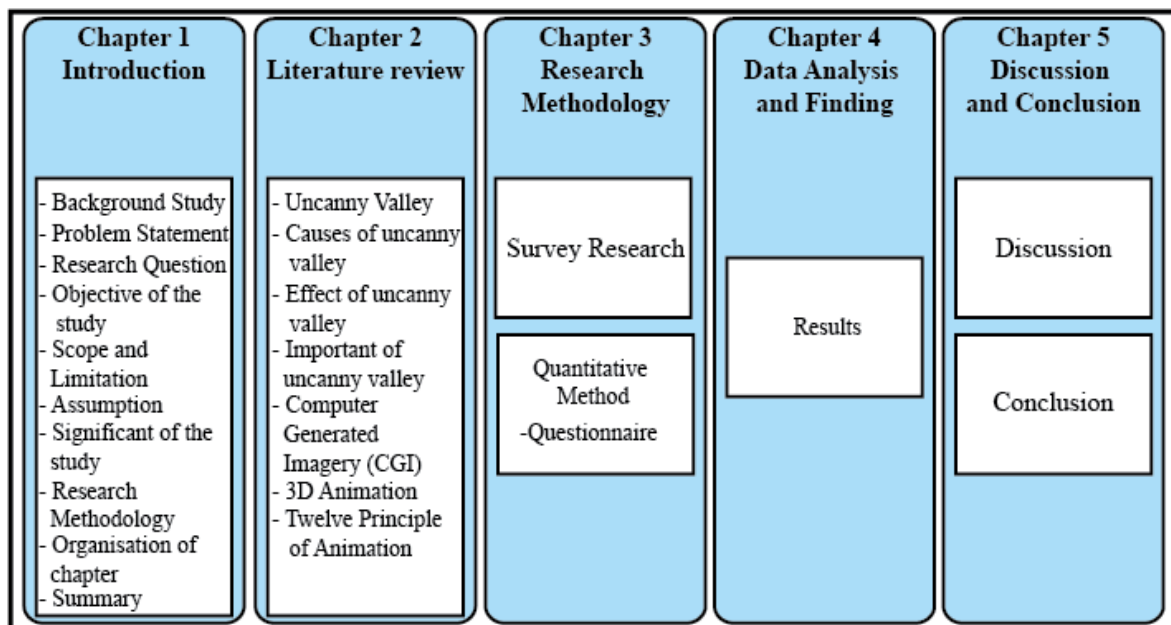 Chapter 1
Introduction
- Background Study
- Problem Statement
- Research Question
- Objective of the
study
- Scope and
Limitation
- Assumption
- Significant of the
study
- Research
Methodology
- Organisation of
chapter
- Summary
Chapter 2
Literature review
- Uncanny Valley
- Causes of uncanny
valley
- Effect of uncanny
valley
- Important of
uncanny valley
- Computer
Generated
Imagery (CGI)
- 3D Animation
- Twelve Principle
of Animation
Chapter 3
Research
Methodology
Survey Research
Quantitative
Method
-Questionnaire
Chapter 4
Data Analysis
and Finding
Results
Chapter 5
Discussion
and Conclusion
Discussion
Conclusion